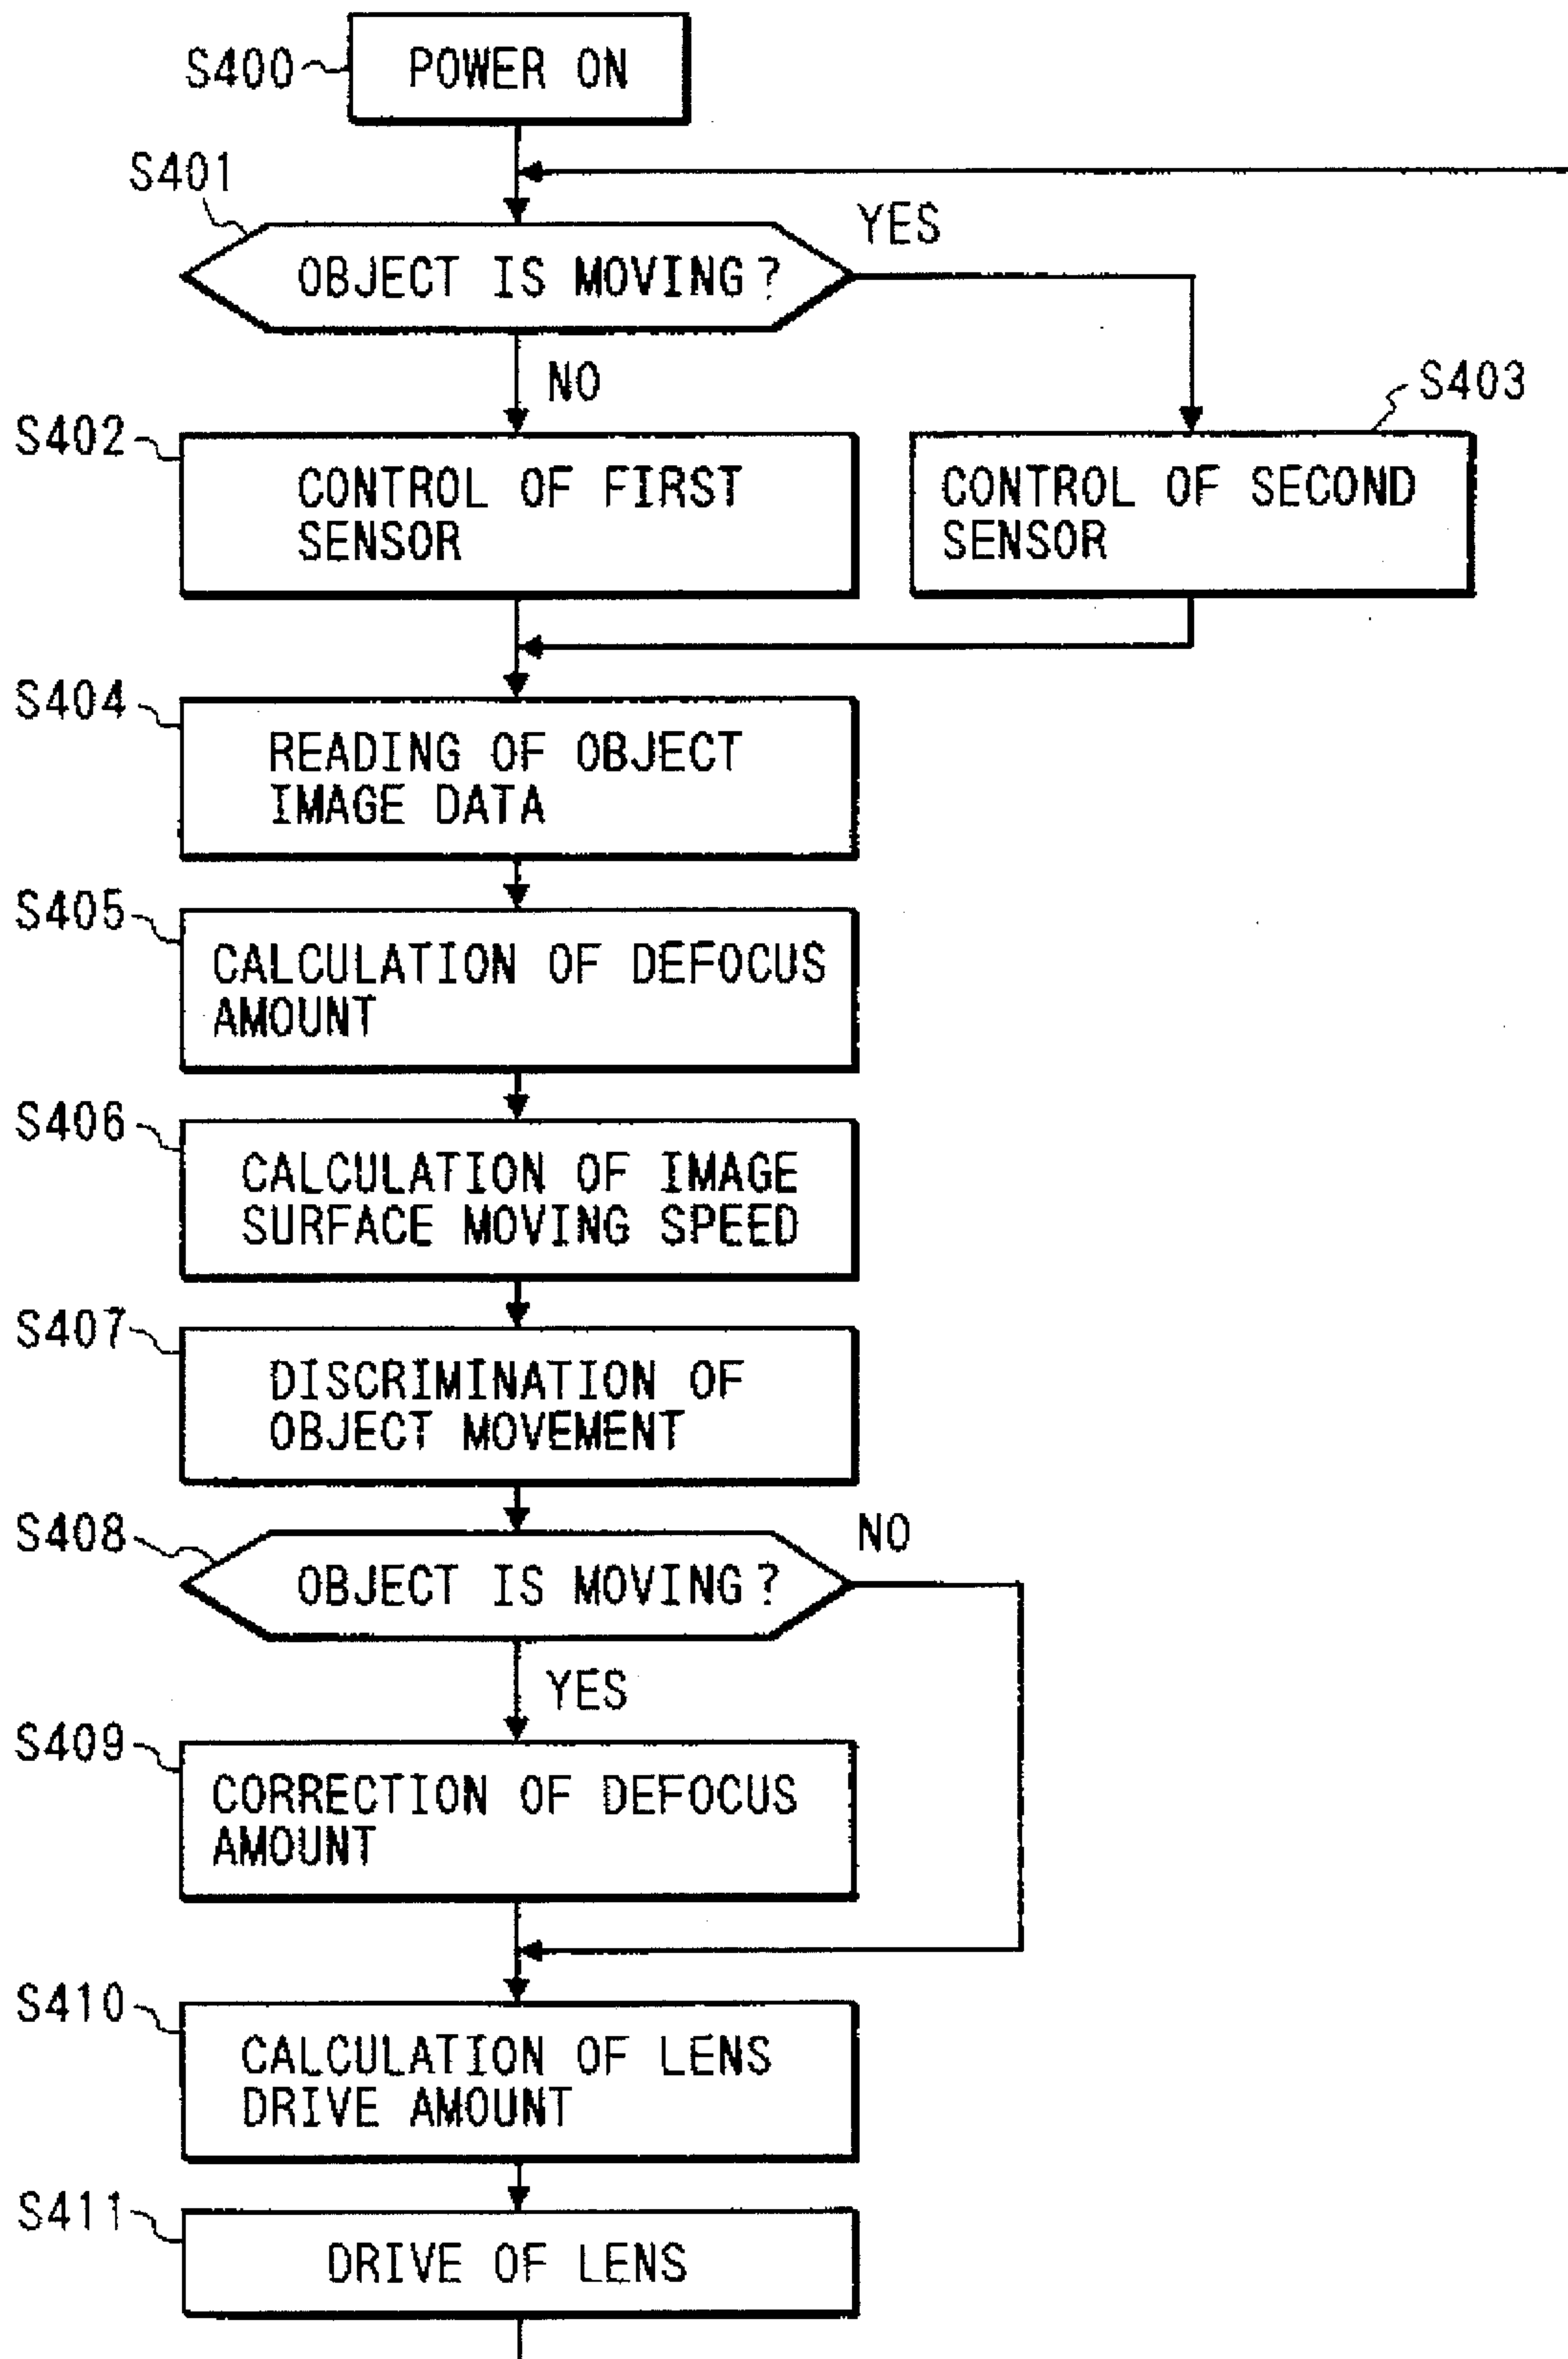 S400
POWER ON
S401
OBJECT IS MOVING?
YES
NO
S402
CONTROL OF FIRST
SENSOR
S403
CONTROL OF SECOND
SENSOR
S404
READING OF OBJECT
IMAGE DATA
S405
CALCULATION OF DEFOCUS
AMOUNT
S406
CALCULATION OF IMAGE
SURFACE MOVING SPEED
S407
DISCRIMINATION OF
OBJECT MOVEMENT
S408
OBJECT IS MOVING?
NO
YES
S409
CORRECTION OF DEFOCUS
AMOUNT
S410
CALCULATION OF LENS
DRIVE AMOUNT
S411
DRIVE OF LENS